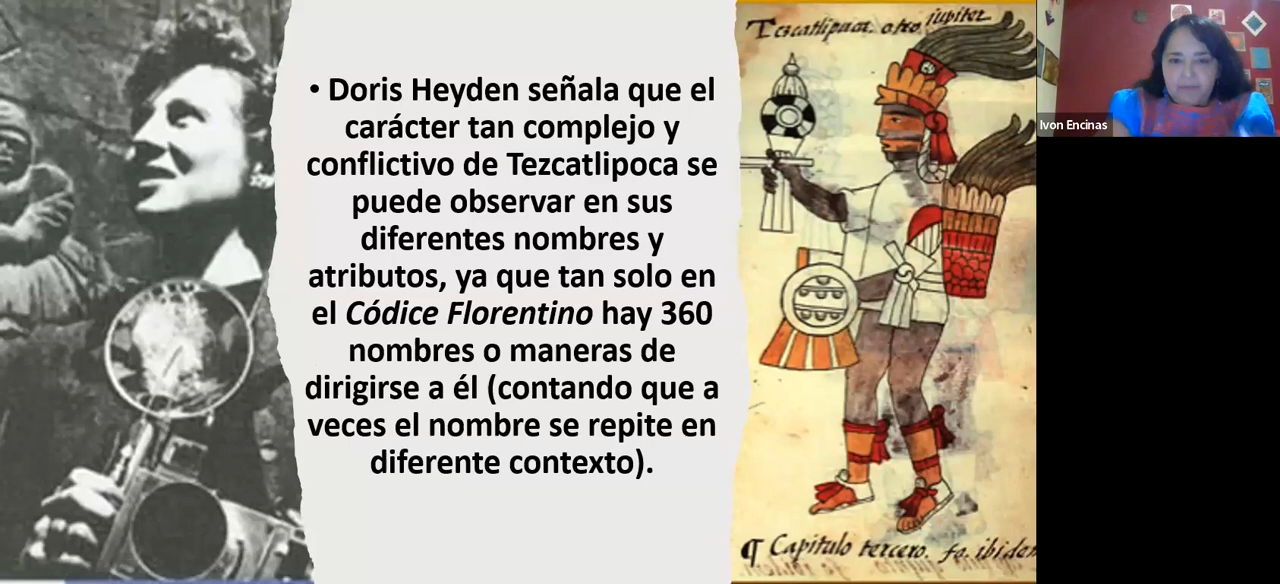 • Doris Heyden señala que el
carácter tan complejo y
conflictivo de Tezcatlipoca se
puede observar en sus
diferentes nombres y
atributos, ya que tan solo en
el Códice Florentino hay 360
nombres o maneras de
dirigirse a él (contando que a
veces el nombre se repite en
diferente contexto).
Tezcatlipoca. otro jupiter
¶ Capitulo tercero. fo. ibidem
Ivon Encinas